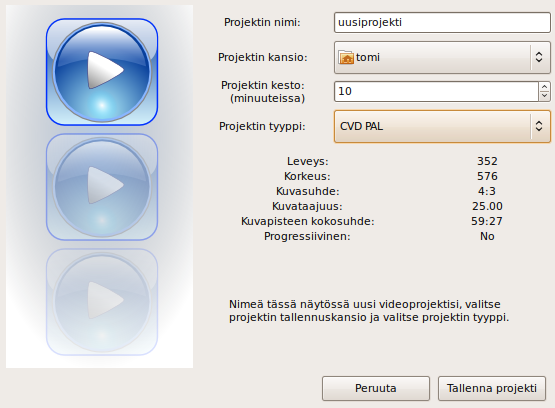 Projektin nimi: uusiprojekti
Projektin kansio: tomi
Projektin kesto: 10
(minuuteissa)
Projektin tyyppi: CVD PAL
Leveys: 352
Korkeus: 576
Kuvasuhde: 4:3
Kuvataajuus: 25.00
Kuvapisteen kokosuhde: 59:27
Progressiivinen: No
Nimeä tässä näytössä uusi videoprojektisi, valitse
projektin tallennuskansio ja valitse projektin tyyppi.
Peruuta Tallenna projekti